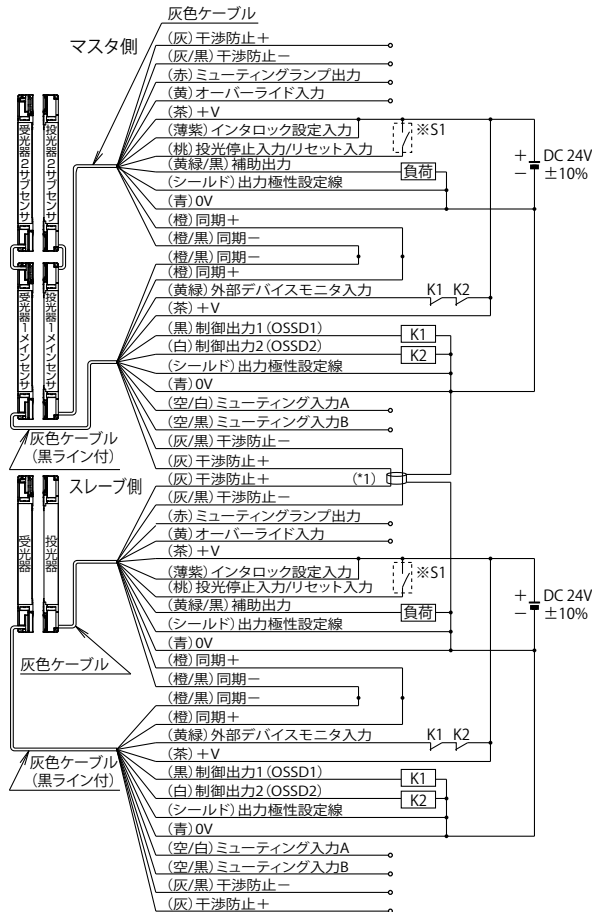 灰色ケーブル
マスタ側
(灰)干渉防止＋
(灰/黒)干渉防止－
(赤)ミューティングランプ出力
(黄)オーバーライド入力
(茶)＋V
(薄紫)インタロック設定入力
※S1
(桃)投光停止入力/リセット入力
(黄緑/黒)補助出力
負荷
(シールド)出力極性設定線
(青)0V
＋
－
DC 24V
±10%
(橙)同期＋
(橙/黒)同期－
(橙/黒)同期－
(橙)同期＋
(黄緑)外部デバイスモニタ入力
K1 K2
(茶)＋V
(黒)制御出力1(OSSD1)
K1
(白)制御出力2(OSSD2)
K2
(シールド)出力極性設定線
(青)0V
(空/白)ミューティング入力A
(空/黒)ミューティング入力B
(灰/黒)干渉防止－
(灰)干渉防止＋
受光器2サブセンサ
投光器2サブセンサ
受光器1メインセンサ
投光器1メインセンサ
灰色ケーブル
(黒ライン付)
スレーブ側
(灰)干渉防止＋
(*1)
(灰/黒)干渉防止－
(赤)ミューティングランプ出力
(黄)オーバーライド入力
(茶)＋V
(薄紫)インタロック設定入力
※S1
(桃)投光停止入力/リセット入力
(黄緑/黒)補助出力
負荷
(シールド)出力極性設定線
(青)0V
＋
－
DC 24V
±10%
受光器
投光器
灰色ケーブル
(橙)同期＋
(橙/黒)同期－
(橙/黒)同期－
(橙)同期＋
(黄緑)外部デバイスモニタ入力
K1 K2
(茶)＋V
(黒)制御出力1(OSSD1)
K1
(白)制御出力2(OSSD2)
K2
(シールド)出力極性設定線
(青)0V
(空/白)ミューティング入力A
(空/黒)ミューティング入力B
(灰/黒)干渉防止－
(灰)干渉防止＋
灰色ケーブル
(黒ライン付)